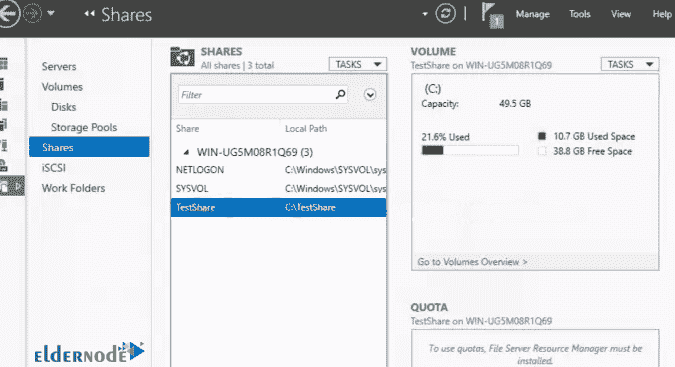 Shares
1
Manage Tools View Help
Servers
Volumes
Disks
Storage Pools
Shares
iSCSI
Work Folders
SHARES
All shares | 3 total
TASKS
Filter
Share Local Path
WIN-UG5M08R1Q69 (3)
NETLOGON C:\Windows\SYSVOL\sys
SYSVOL C:\Windows\SYSVOL\sys
TestShare C:\TestShare
VOLUME
TestShare on WIN-UG5M08R1Q69
TASKS
(C:)
Capacity: 49.5 GB
21.6% Used
10.7 GB Used Space
38.8 GB Free Space
Go to Volumes Overview >
QUOTA
TestShare on WIN-UG5M08R1Q69
To use quotas, File Server Resource Manager must be
installed.
eLDERNODE